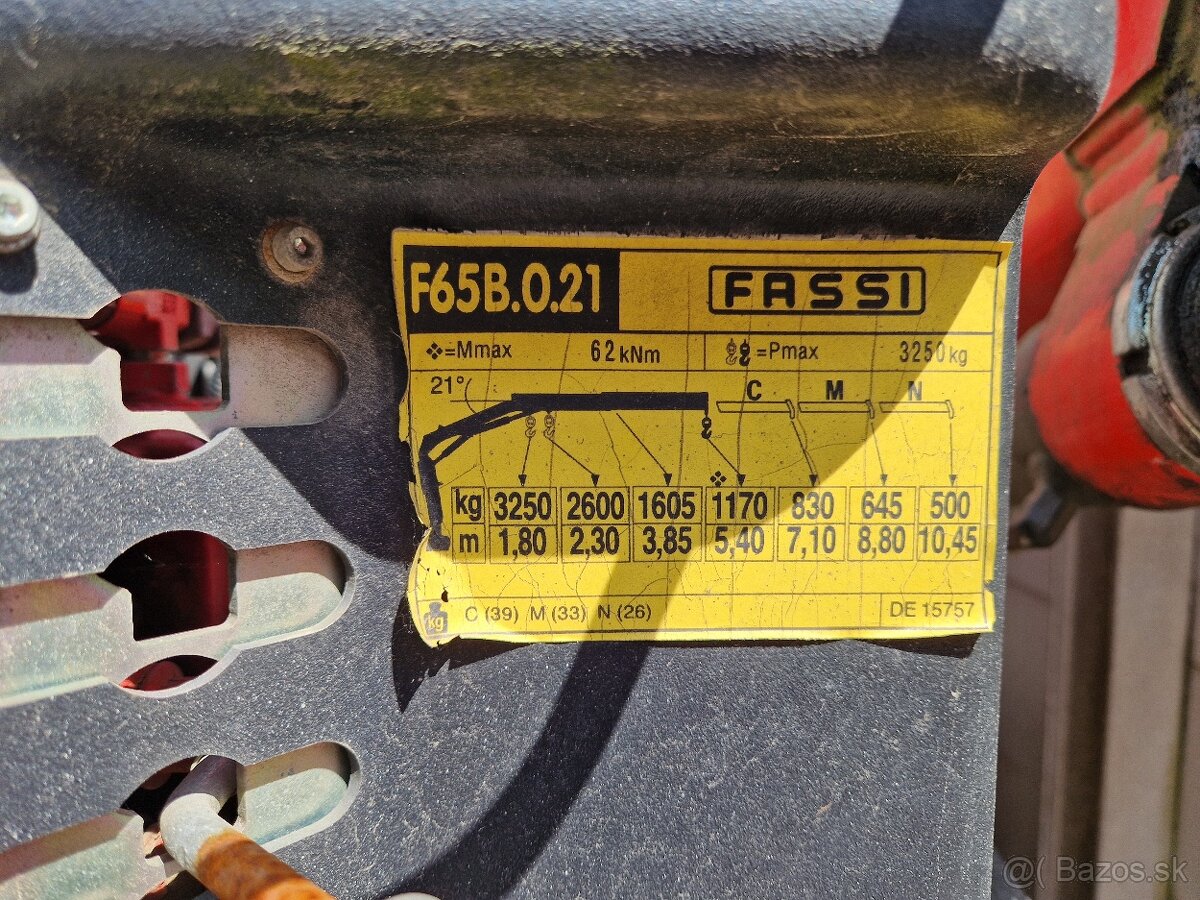 F65B.0.21 FASSI
❖=Mmax 62 kNm =Pmax 3250 kg
21° C M N
kg 3250 2600 1605 1170 830 645 500
m 1,80 2,30 3,85 5,40 7,10 8,80 10,45
kg C (39) M (33) N (26) DE 15757
@( Bazos.sk